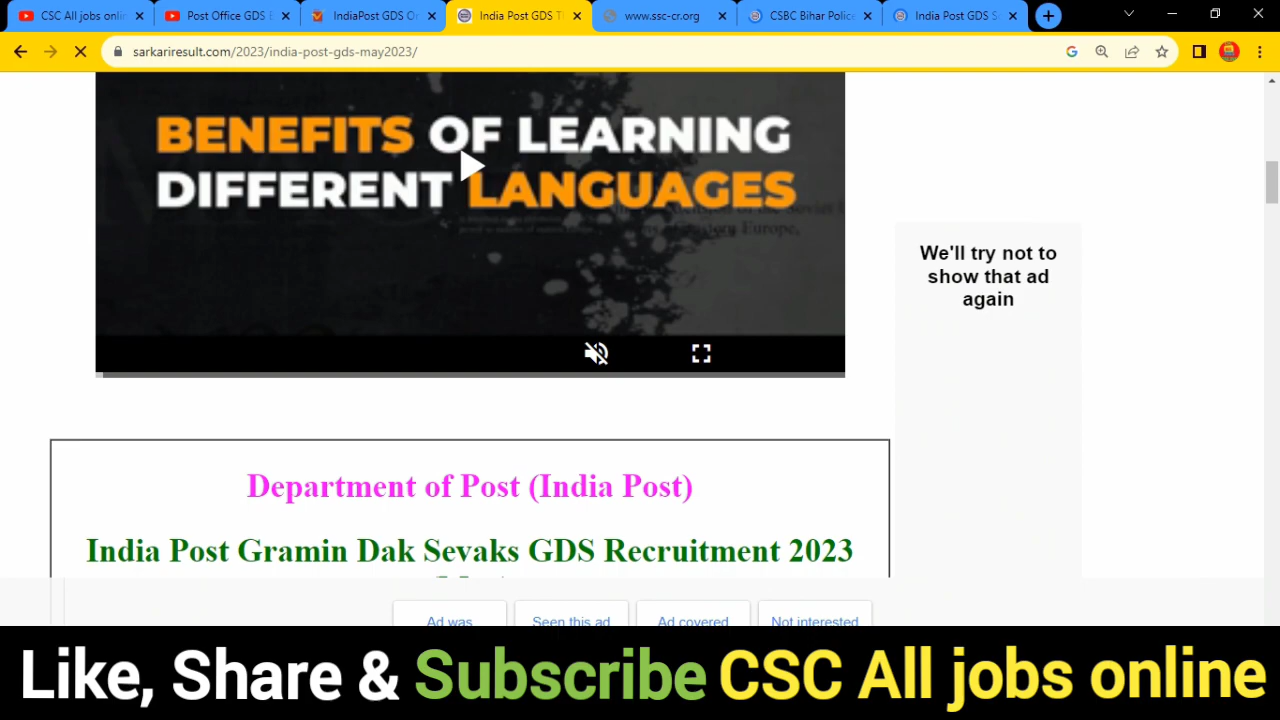 CSC All jobs onlin
Post Office GDS
IndiaPost GDS On
India Post GDS
www.ssc-cr.org
CSBC Bihar Police
India Post GDS
sarkariresult.com/2023/india-post-gds-may2023/
BENEFITS OF LEARNING
DIFFERENT LANGUAGES
We'll try not to
show that ad
again
Department of Post (India Post)
India Post Gramin Dak Sevaks GDS Recruitment 2023
Ad was
Seen this ad
Ad covered
Not interested
Like, Share & Subscribe CSC All jobs online